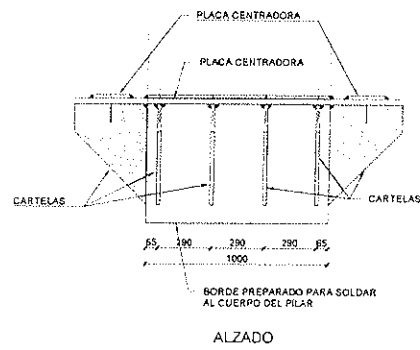 PLACA CENTRADORA
PLACA CENTRADORA
CARTELAS
CARTELAS
65 290 290 290 65
1000
BORDE PREPARADO PARA SOLDAR
AL CUERPO DEL PILAR
ALZADO